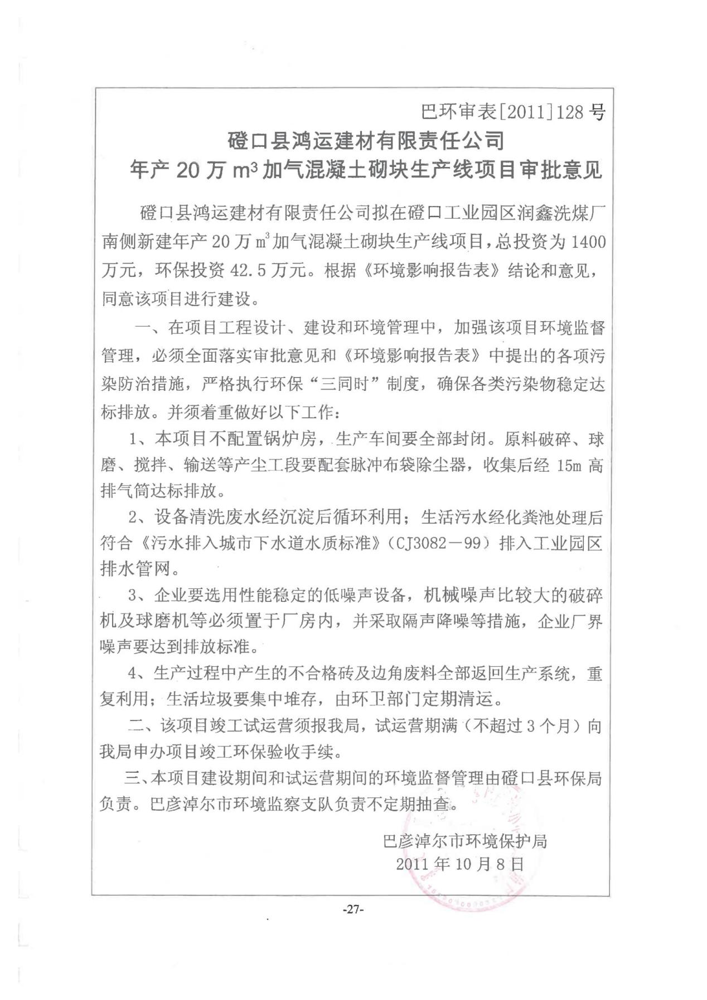 巴环审表[2011]128号
磴口县鸿运建材有限责任公司
年产 20 万 m³加气混凝土砌块生产线项目审批意见
磴口县鸿运建材有限责任公司拟在磴口工业园区润鑫洗煤厂
南侧新建年产 20 万 m³加气混凝土砌块生产线项目，总投资为 1400
万元，环保投资 42.5 万元。根据《环境影响报告表》结论和意见，
同意该项目进行建设。
一、在项目工程设计、建设和环境管理中，加强该项目环境监督
管理，必须全面落实审批意见和《环境影响报告表》中提出的各项污
染防治措施，严格执行环保“三同时”制度，确保各类污染物稳定达
标排放。并须着重做好以下工作：
1、本项目不配置锅炉房，生产车间要全部封闭。原料破碎、球
磨、搅拌、输送等产尘工段要配套脉冲布袋除尘器，收集后经 15m 高
排气筒达标排放。
2、设备清洗废水经沉淀后循环利用；生活污水经化粪池处理后
符合《污水排入城市下水道水质标准》（CJ3082－99）排入工业园区
排水管网。
3、企业要选用性能稳定的低噪声设备，机械噪声比较大的破碎
机及球磨机等必须置于厂房内，并采取隔声降噪等措施，企业厂界
噪声要达到排放标准。
4、生产过程中产生的不合格砖及边角废料全部返回生产系统，重
复利用；生活垃圾要集中堆存，由环卫部门定期清运。
二、该项目竣工试运营须报我局，试运营期满（不超过 3 个月）向
我局申办项目竣工环保验收手续。
三、本项目建设期间和试运营期间的环境监督管理由磴口县环保局
负责。巴彦淖尔市环境监察支队负责不定期抽查。
巴彦淖尔市环境保护局
2011 年 10 月 8 日
-27-